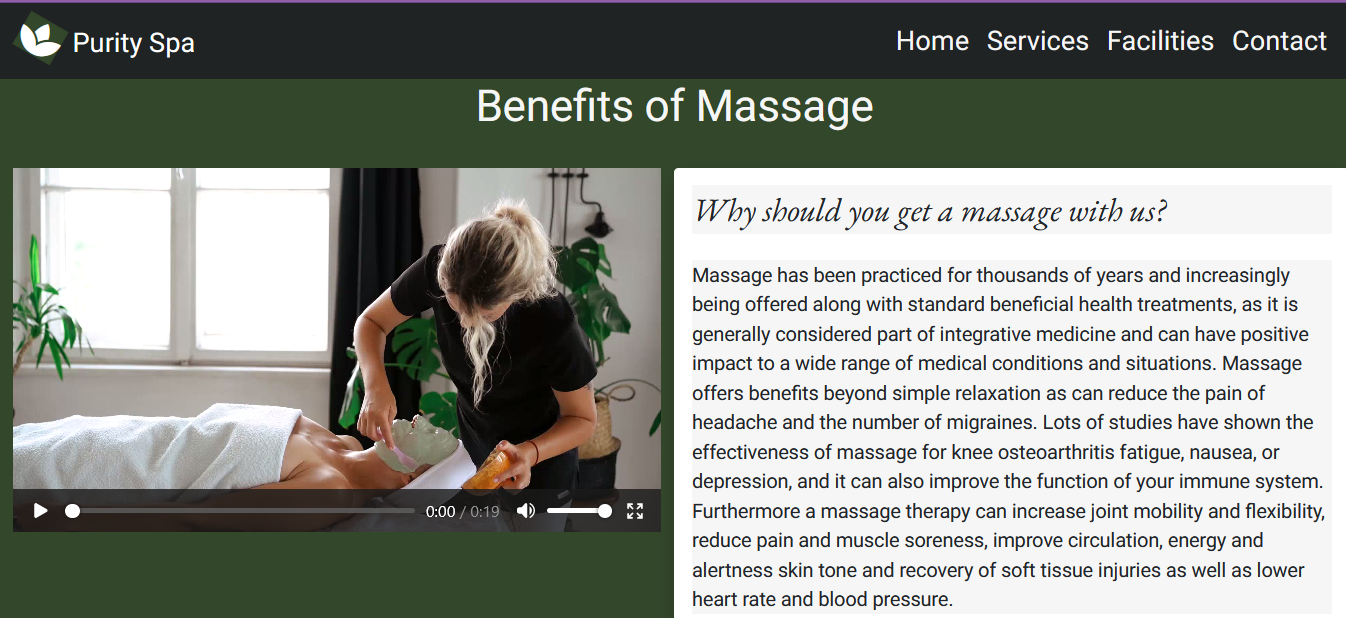 Purity Spa
Home Services Facilities Contact
Benefits of Massage
0:00 / 0:19
Why should you get a massage with us?
Massage has been practiced for thousands of years and increasingly
being offered along with standard beneficial health treatments, as it is
generally considered part of integrative medicine and can have positive
impact to a wide range of medical conditions and situations. Massage
offers benefits beyond simple relaxation as can reduce the pain of
headache and the number of migraines. Lots of studies have shown the
effectiveness of massage for knee osteoarthritis fatigue, nausea, or
depression, and it can also improve the function of your immune system.
Furthermore a massage therapy can increase joint mobility and flexibility,
reduce pain and muscle soreness, improve circulation, energy and
alertness skin tone and recovery of soft tissue injuries as well as lower
heart rate and blood pressure.